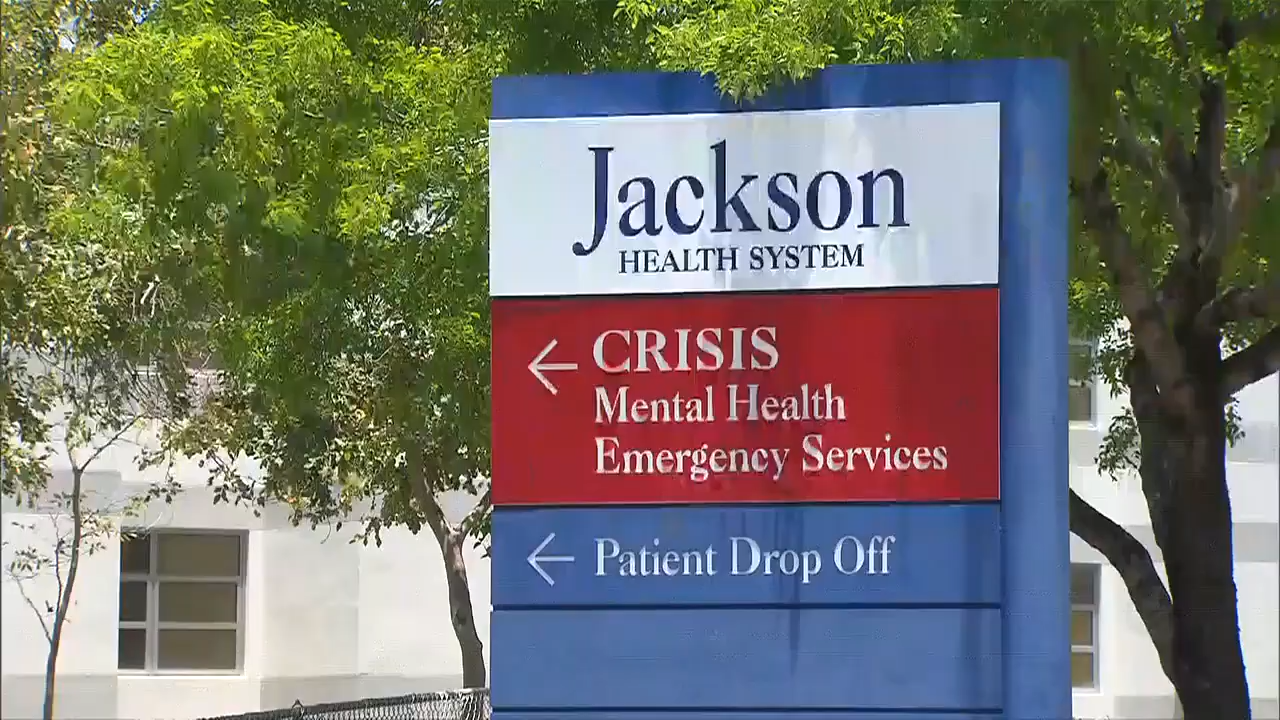 Jackson
HEALTH SYSTEM
← CRISIS
Mental Health
Emergency Services
← Patient Drop Off